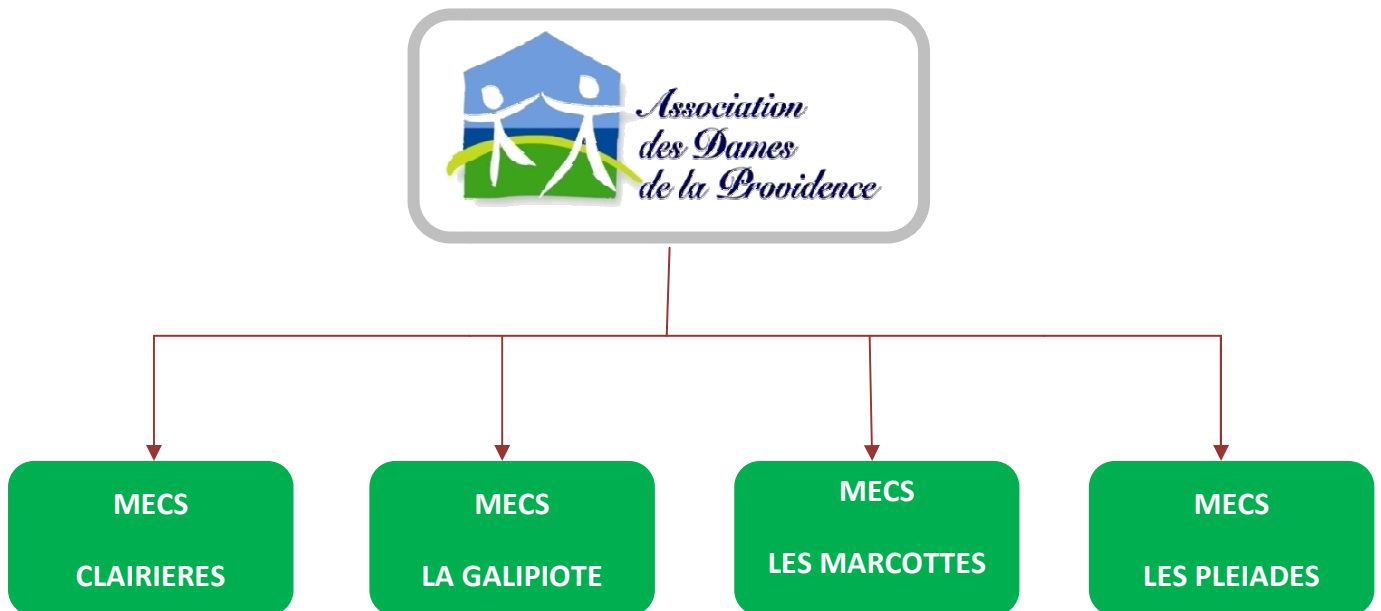 Association
des Dames
de la Providence
MECS
CLAIRIERES
MECS
LA GALIPIOTE
MECS
LES MARCOTTES
MECS
LES PLEIADES